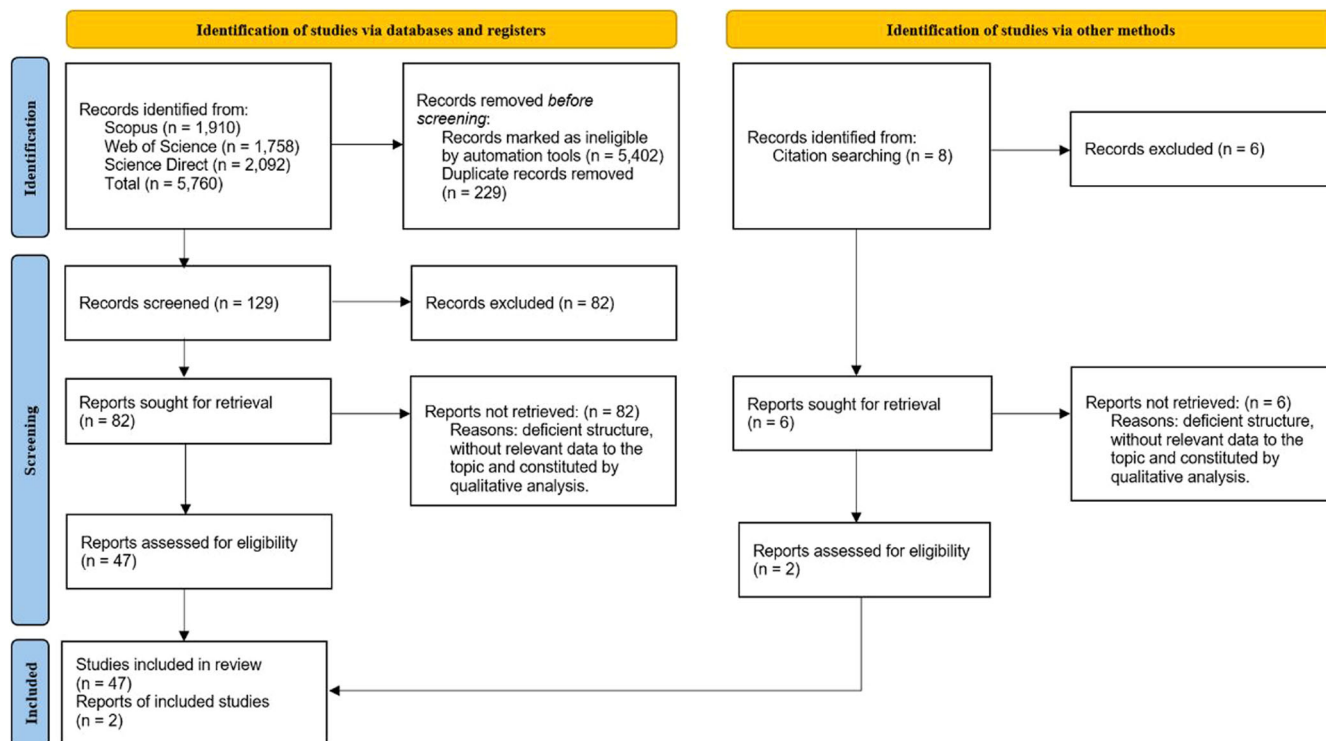 Identification of studies via databases and registers
Identification of studies via other methods
Identification
Records identified from:
Scopus (n = 1,910)
Web of Science (n = 1,758)
Science Direct (n = 2,092)
Total (n = 5,760)
Records removed before
screening:
Records marked as ineligible
by automation tools (n = 5,402)
Duplicate records removed
(n = 229)
Records identified from:
Citation searching (n = 8)
Records excluded (n = 6)
Screening
Records screened (n = 129)
Records excluded (n = 82)
Reports sought for retrieval
(n = 82)
Reports not retrieved: (n = 82)
Reasons: deficient structure,
without relevant data to the
topic and constituted by
qualitative analysis.
Reports sought for retrieval
(n = 6)
Reports not retrieved: (n = 6)
Reasons: deficient structure,
without relevant data to the
topic and constituted by
qualitative analysis.
Reports assessed for eligibility
(n = 47)
Reports assessed for eligibility
(n = 2)
Included
Studies included in review
(n = 47)
Reports of included studies
(n = 2)